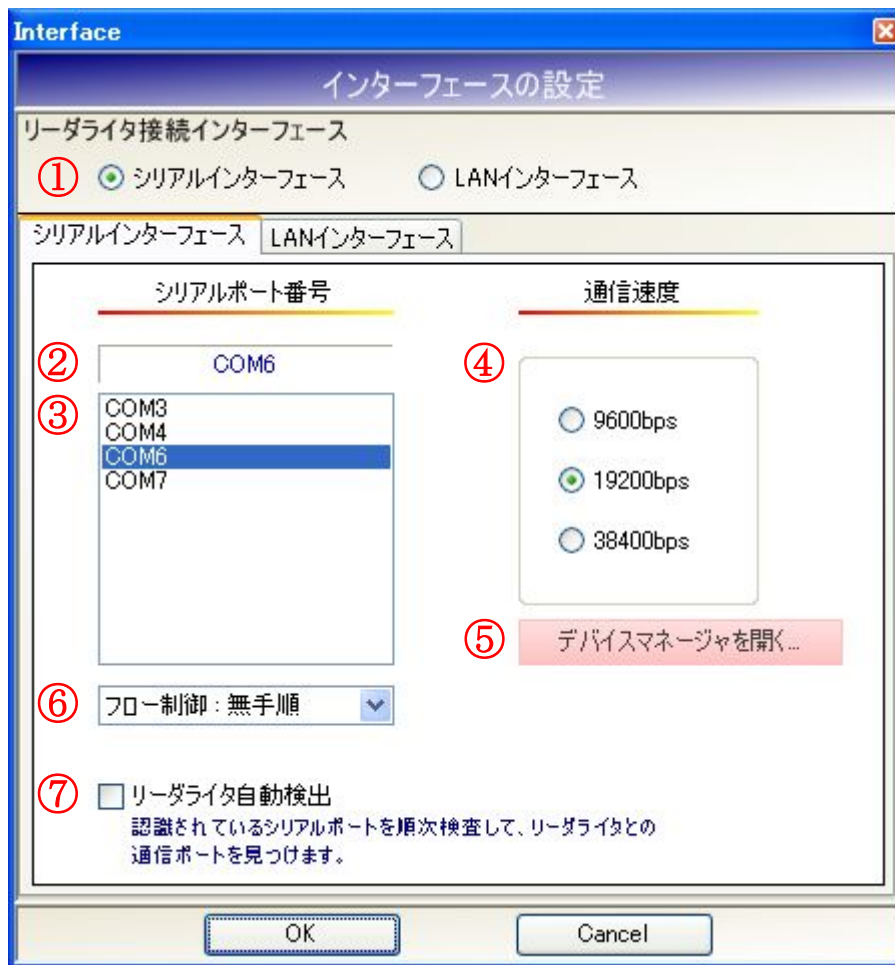 Interface
インターフェースの設定
リーダライタ接続インターフェース
① シリアルインターフェース LANインターフェース
シリアルインターフェース LANインターフェース
シリアルポート番号 通信速度
② COM6 ④
③ COM3
COM4
COM6
COM7
9600bps
19200bps
38400bps
⑤ デバイスマネージャを開く...
⑥ フロー制御:無手順
⑦ リーダライタ自動検出
認識されているシリアルポートを順次検査して、リーダライタとの
通信ポートを見つけます。
OK Cancel